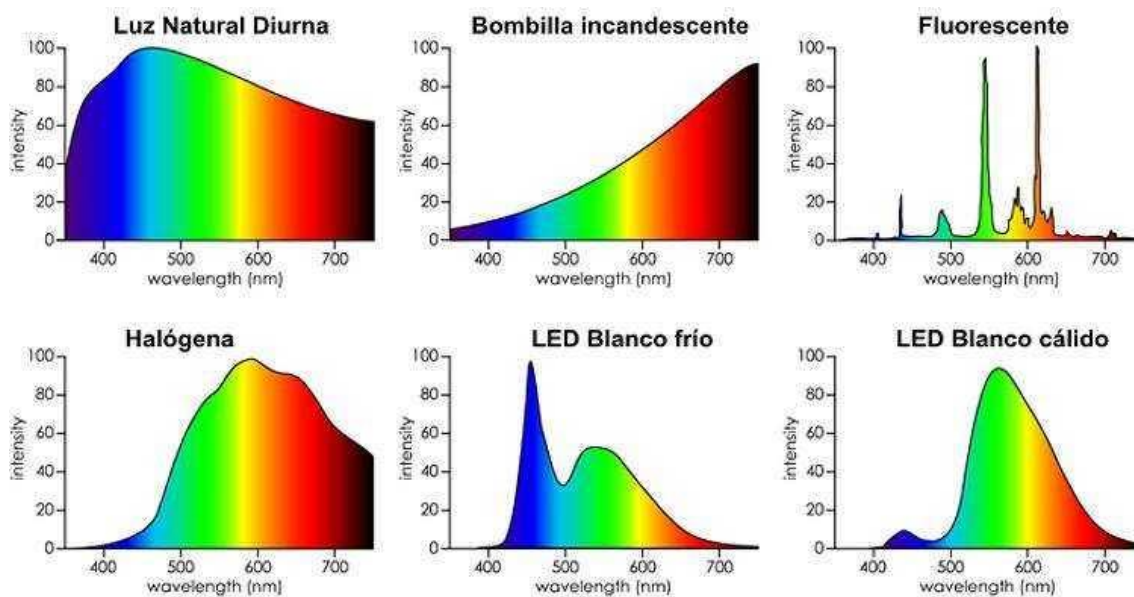 Luz Natural Diurna
100
80
60
40
20
0
intensity
400 500 600 700
wavelength (nm)
Bombilla incandescente
100
80
60
40
20
0
intensity
400 500 600 700
wavelength (nm)
Fluorescente
100
80
60
40
20
0
intensity
400 500 600 700
wavelength (nm)
Halógena
100
80
60
40
20
0
intensity
400 500 600 700
wavelength (nm)
LED Blanco frío
100
80
60
40
20
0
intensity
400 500 600 700
wavelength (nm)
LED Blanco cálido
100
80
60
40
20
0
intensity
400 500 600 700
wavelength (nm)